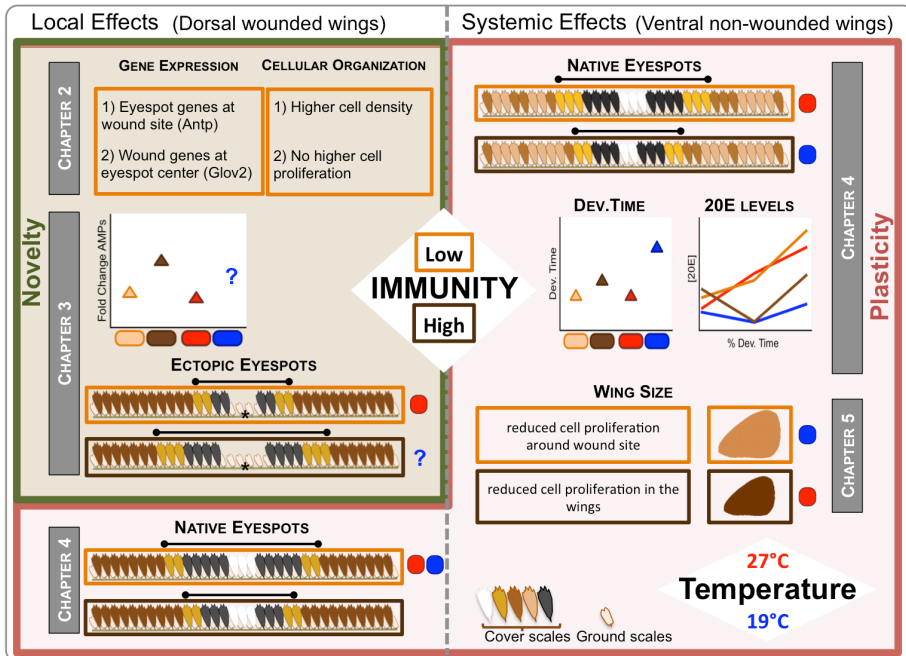 Local Effects (Dorsal wounded wings)
Systemic Effects (Ventral non-wounded wings)
CHAPTER 2
GENE EXPRESSION
1) Eyespot genes at
wound site (Antp)
2) Wound genes at
eyespot center (Glov2)
CELLULAR ORGANIZATION
1) Higher cell density
2) No higher cell
proliferation
Novelty
CHAPTER 3
Fold Change AMPs
?
ECTOPIC EYESPOTS
*
*
?
CHAPTER 4
NATIVE EYESPOTS
Low
IMMUNITY
High
NATIVE EYESPOTS
CHAPTER 4
DEV.TIME
Dev. Time
20E LEVELS
[20E]
% Dev. Time
Plasticity
WING SIZE
reduced cell proliferation
around wound site
reduced cell proliferation in the
wings
CHAPTER 5
Cover scales
Ground scales
27°C
Temperature
19°C